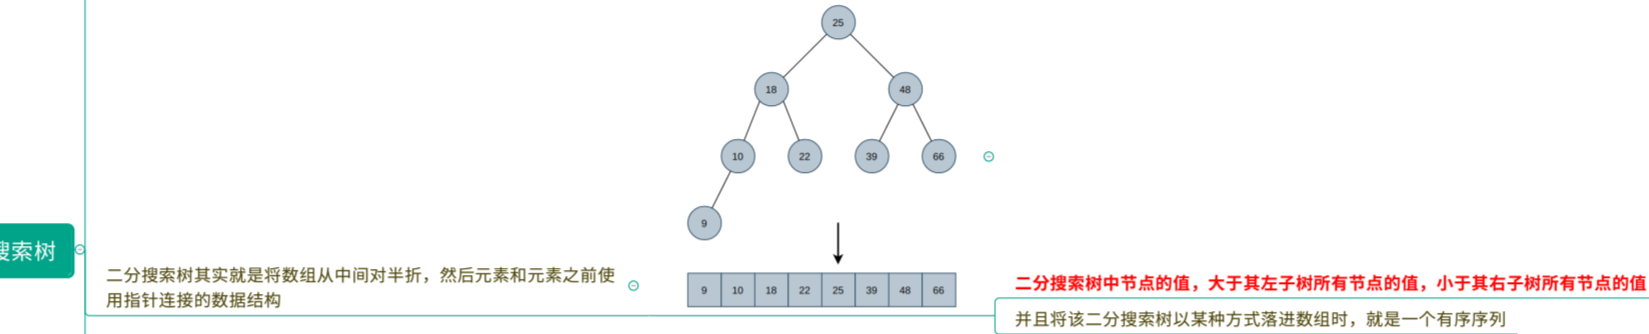 25
18
48
10
22
39
66
9
搜索树
二分搜索树其实就是将数组从中间对半折，然后元素和元素之前使
用指针连接的数据结构
9 10 18 22 25 39 48 66
二分搜索树中节点的值，大于其左子树所有节点的值，小于其右子树所有节点的值
并且将该二分搜索树以某种方式落进数组时，就是一个有序序列